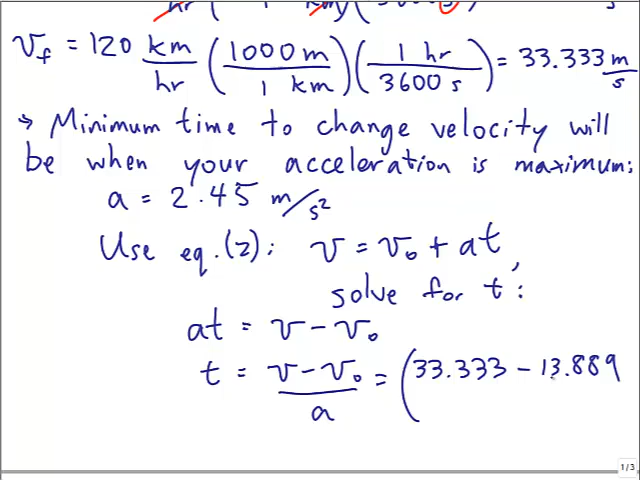 v_f = 120 km/hr (1000 m / 1 km)(1 hr / 3600 s) = 33.333 m/s
→ Minimum time to change velocity will
be when your acceleration is maximum:
a = 2.45 m/s²
Use eq.(2): v = v₀ + at,
solve for t:
at = v - v₀
t = (v - v₀)/a = (33.333 - 13.889
1/3